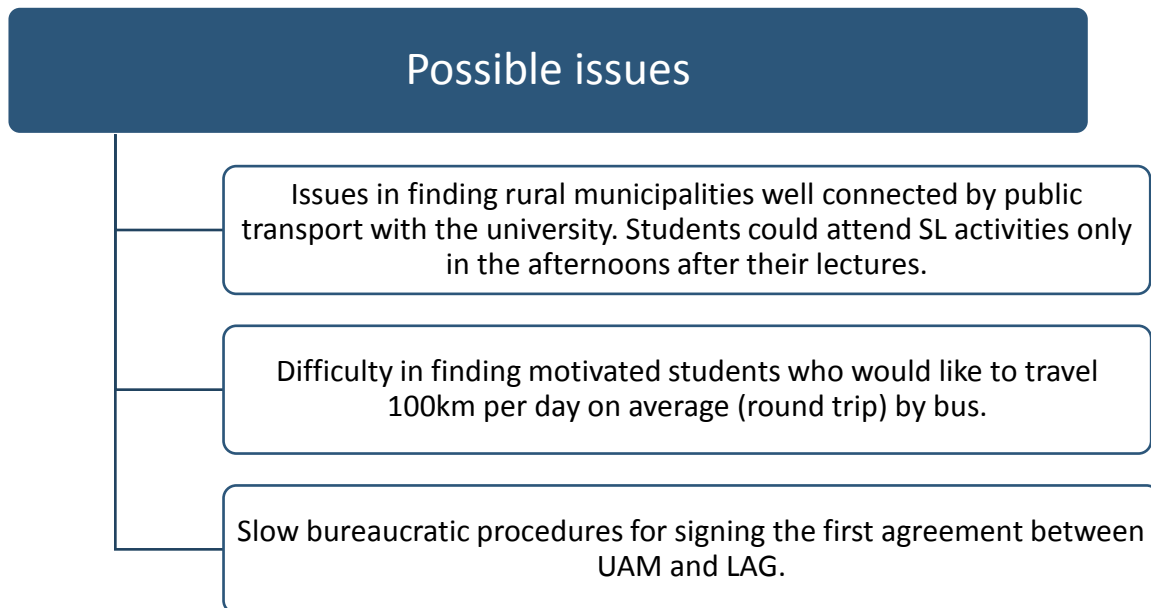 Possible issues
Issues in finding rural municipalities well connected by public
transport with the university. Students could attend SL activities only
in the afternoons after their lectures.
Difficulty in finding motivated students who would like to travel
100km per day on average (round trip) by bus.
Slow bureaucratic procedures for signing the first agreement between
UAM and LAG.